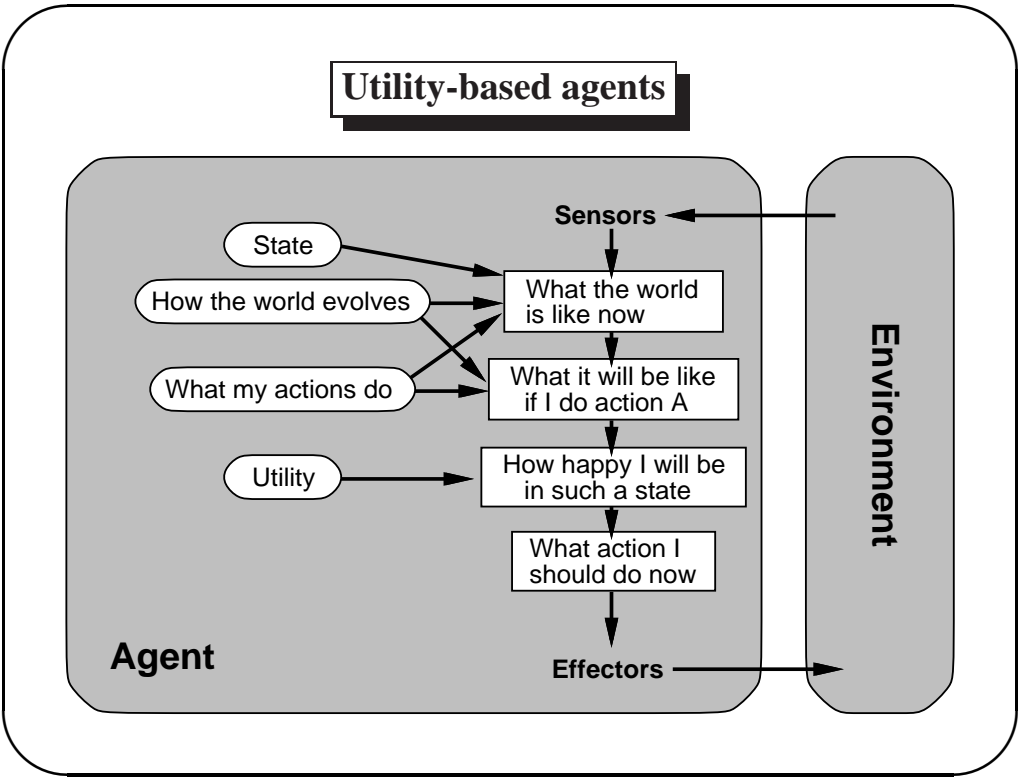 Utility-based agents
Sensors
State
What the world
is like now
How the world evolves
What it will be like
if I do action A
What my actions do
How happy I will be
in such a state
Utility
What action I
should do now
Effectors
Agent
Environment